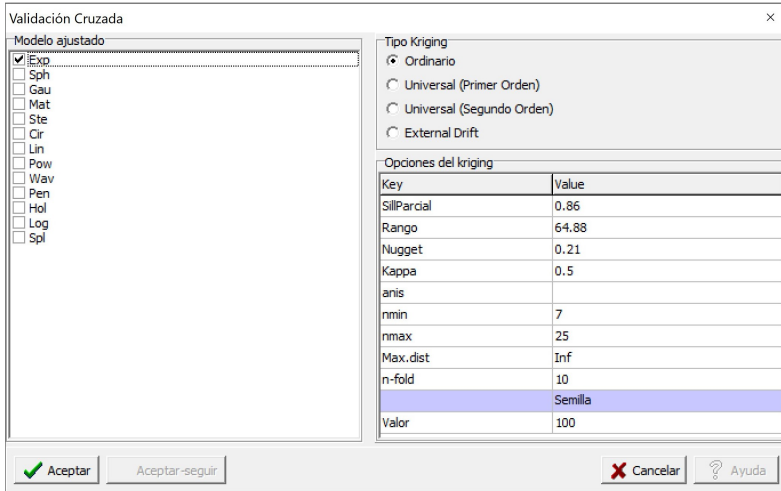 Validación Cruzada
Modelo ajustado
Exp
Sph
Gau
Mat
Ste
Cir
Lin
Pow
Wav
Pen
Hol
Log
Spl
Tipo Kriging
Ordinario
Universal (Primer Orden)
Universal (Segundo Orden)
External Drift
Opciones del kriging
Key Value
SillParcial 0.86
Rango 64.88
Nugget 0.21
Kappa 0.5
anis
nmin 7
nmax 25
Max.dist Inf
n-fold 10
Semilla
Valor 100
Aceptar Aceptar-seguir Cancelar Ayuda